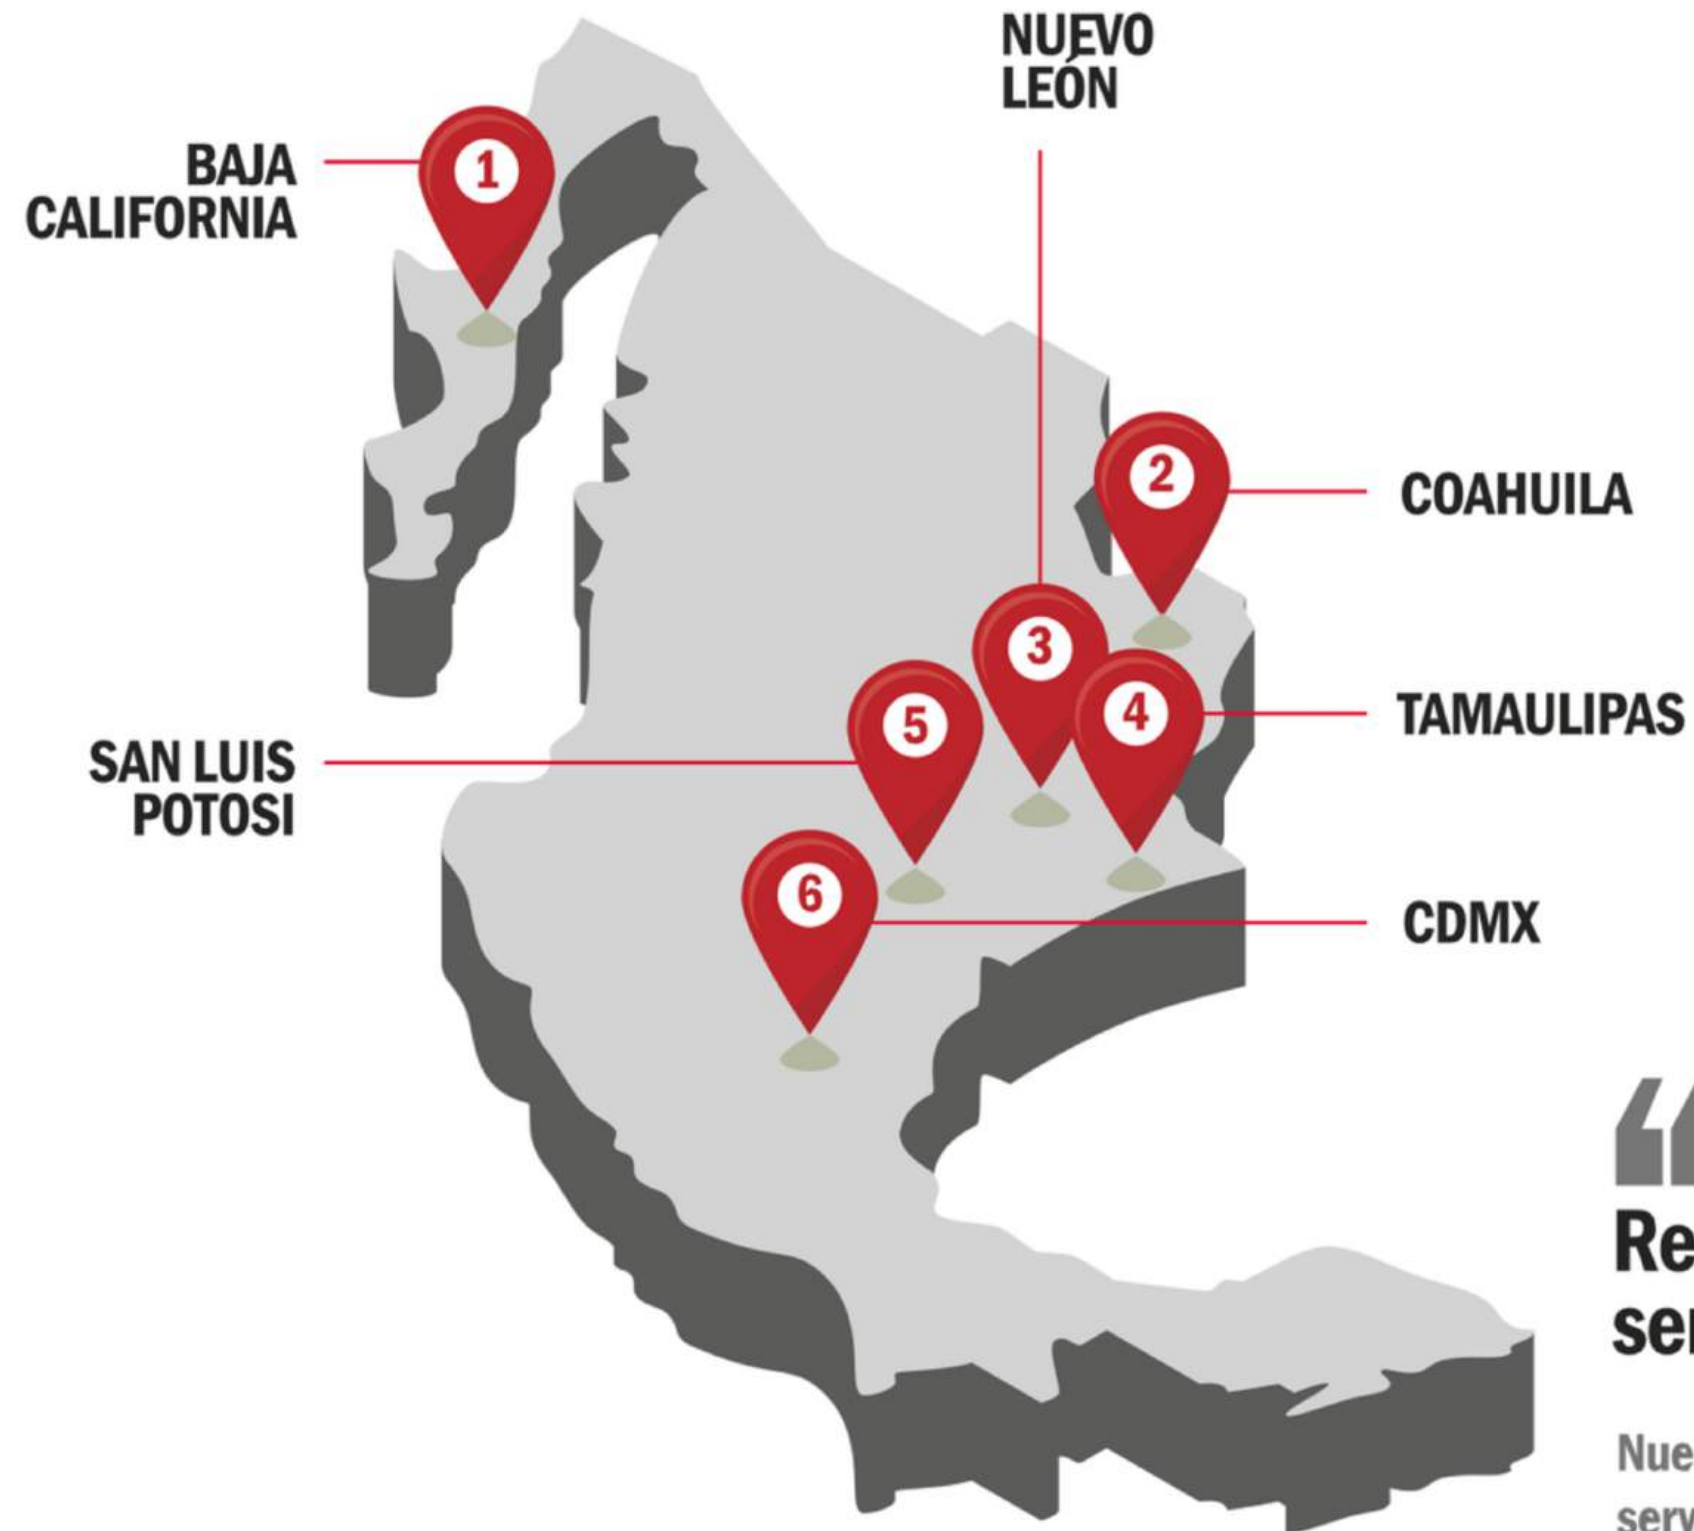 NUEVO
LEÓN
BAJA
CALIFORNIA
1
2
COAHUILA
3
4
TAMAULIPAS
5
SAN LUIS
POTOSI
6
CDMX
“